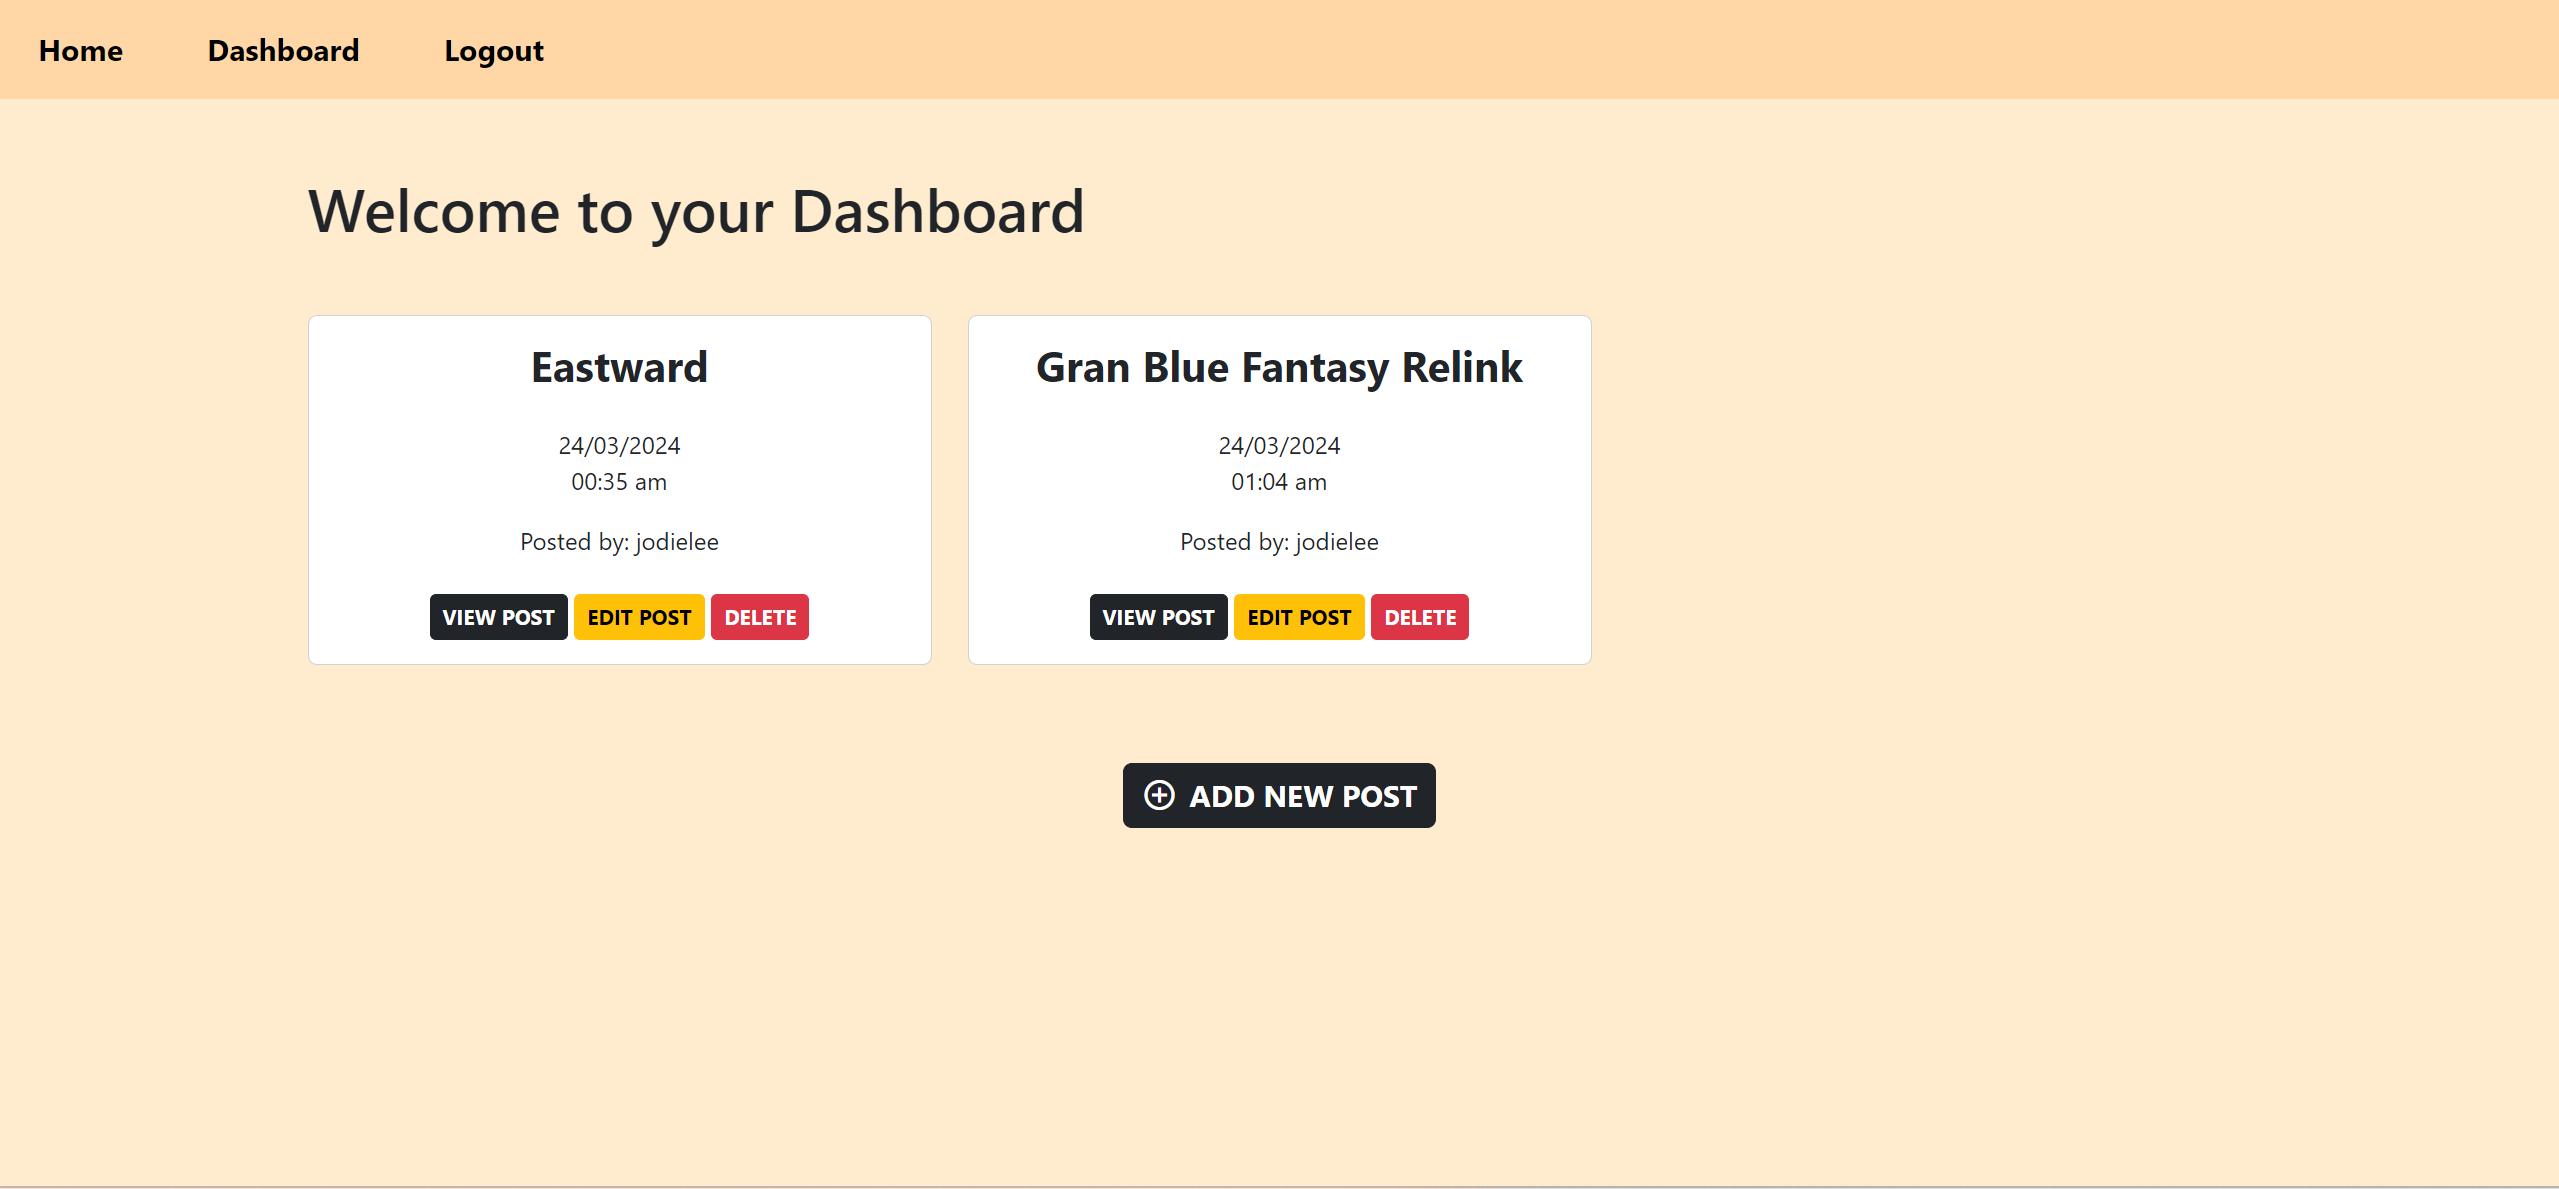 Home Dashboard Logout
Welcome to your Dashboard
Eastward
24/03/2024
00:35 am
Posted by: jodielee
VIEW POST EDIT POST DELETE
Gran Blue Fantasy Relink
24/03/2024
01:04 am
Posted by: jodielee
VIEW POST EDIT POST DELETE
ADD NEW POST